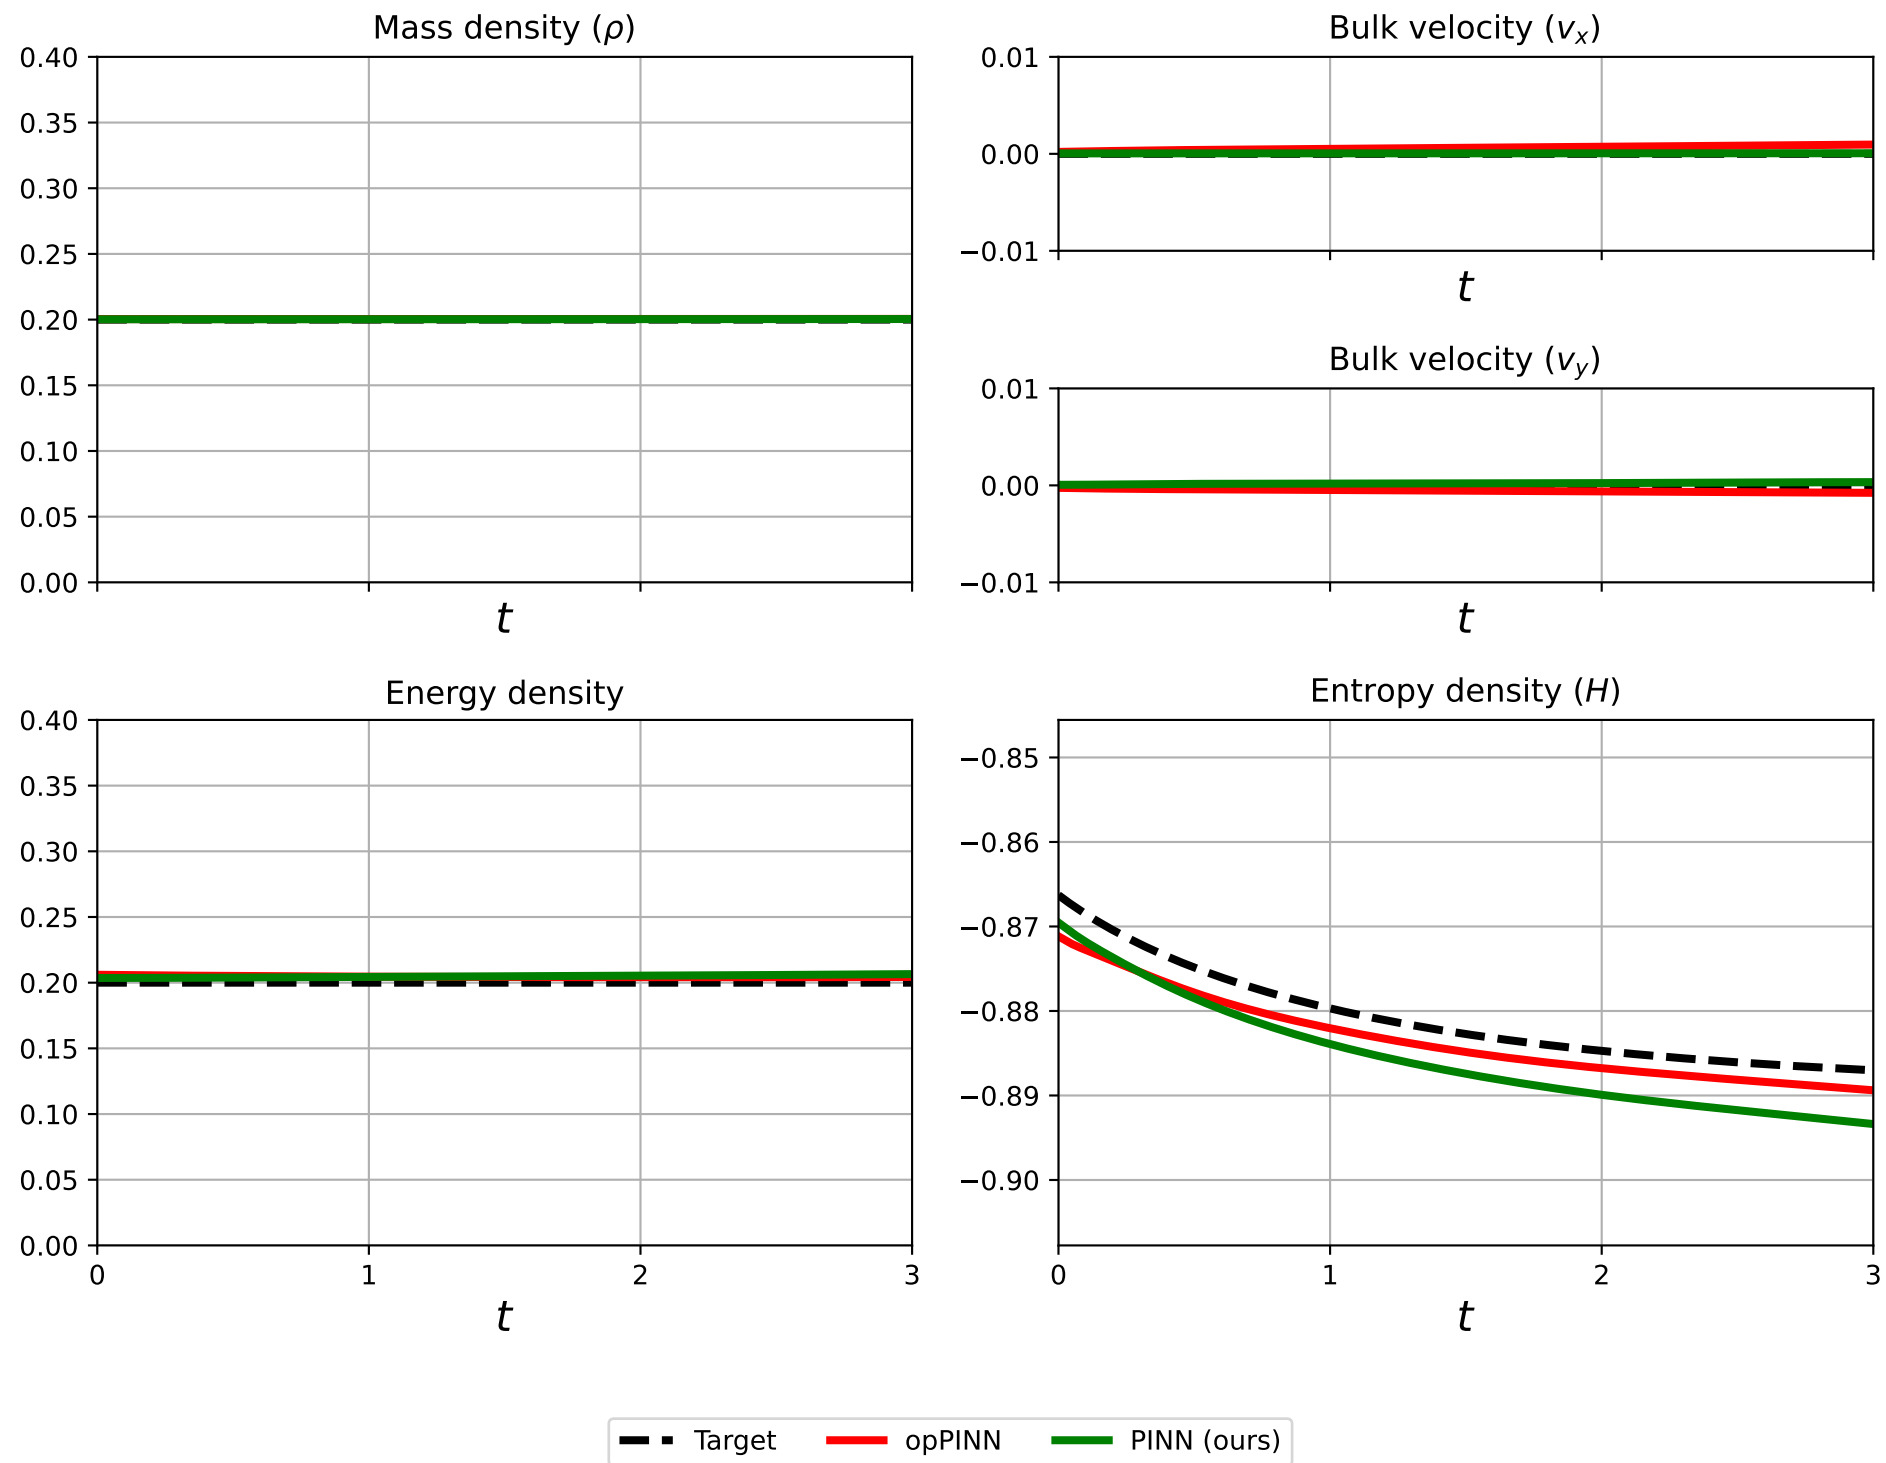 Mass density (ρ)
0.40
0.35
0.30
0.25
0.20
0.15
0.10
0.05
0.00
t
Bulk velocity (vₓ)
0.01
0.00
−0.01
t
Bulk velocity (v_y)
0.01
0.00
−0.01
t
Energy density
0.40
0.35
0.30
0.25
0.20
0.15
0.10
0.05
0.00
0 1 2 3
t
Entropy density (H)
−0.85
−0.86
−0.87
−0.88
−0.89
−0.90
0 1 2 3
t
Target opPINN PINN (ours)